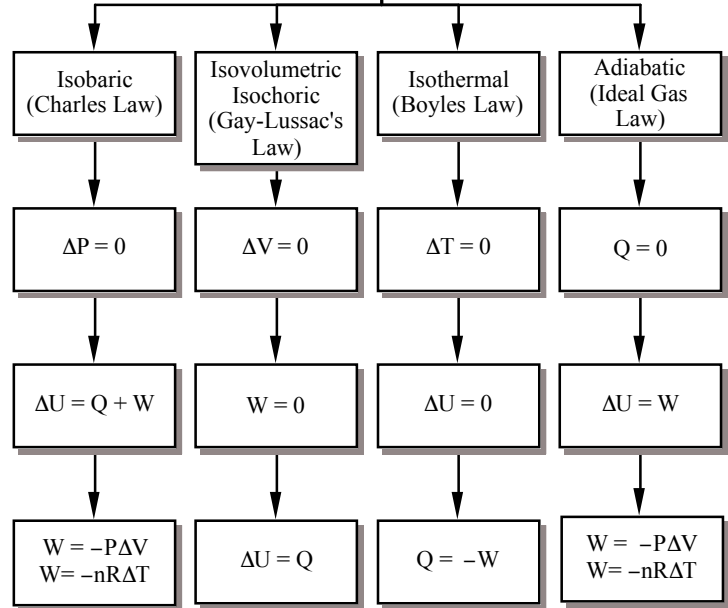 Isobaric
(Charles Law)
Isovolumetric
Isochoric
(Gay-Lussac's
Law)
Isothermal
(Boyles Law)
Adiabatic
(Ideal Gas
Law)
ΔP = 0
ΔV = 0
ΔT = 0
Q = 0
ΔU = Q + W
W = 0
ΔU = 0
ΔU = W
W = −PΔV
W= −nRΔT
ΔU = Q
Q = −W
W = −PΔV
W= −nRΔT